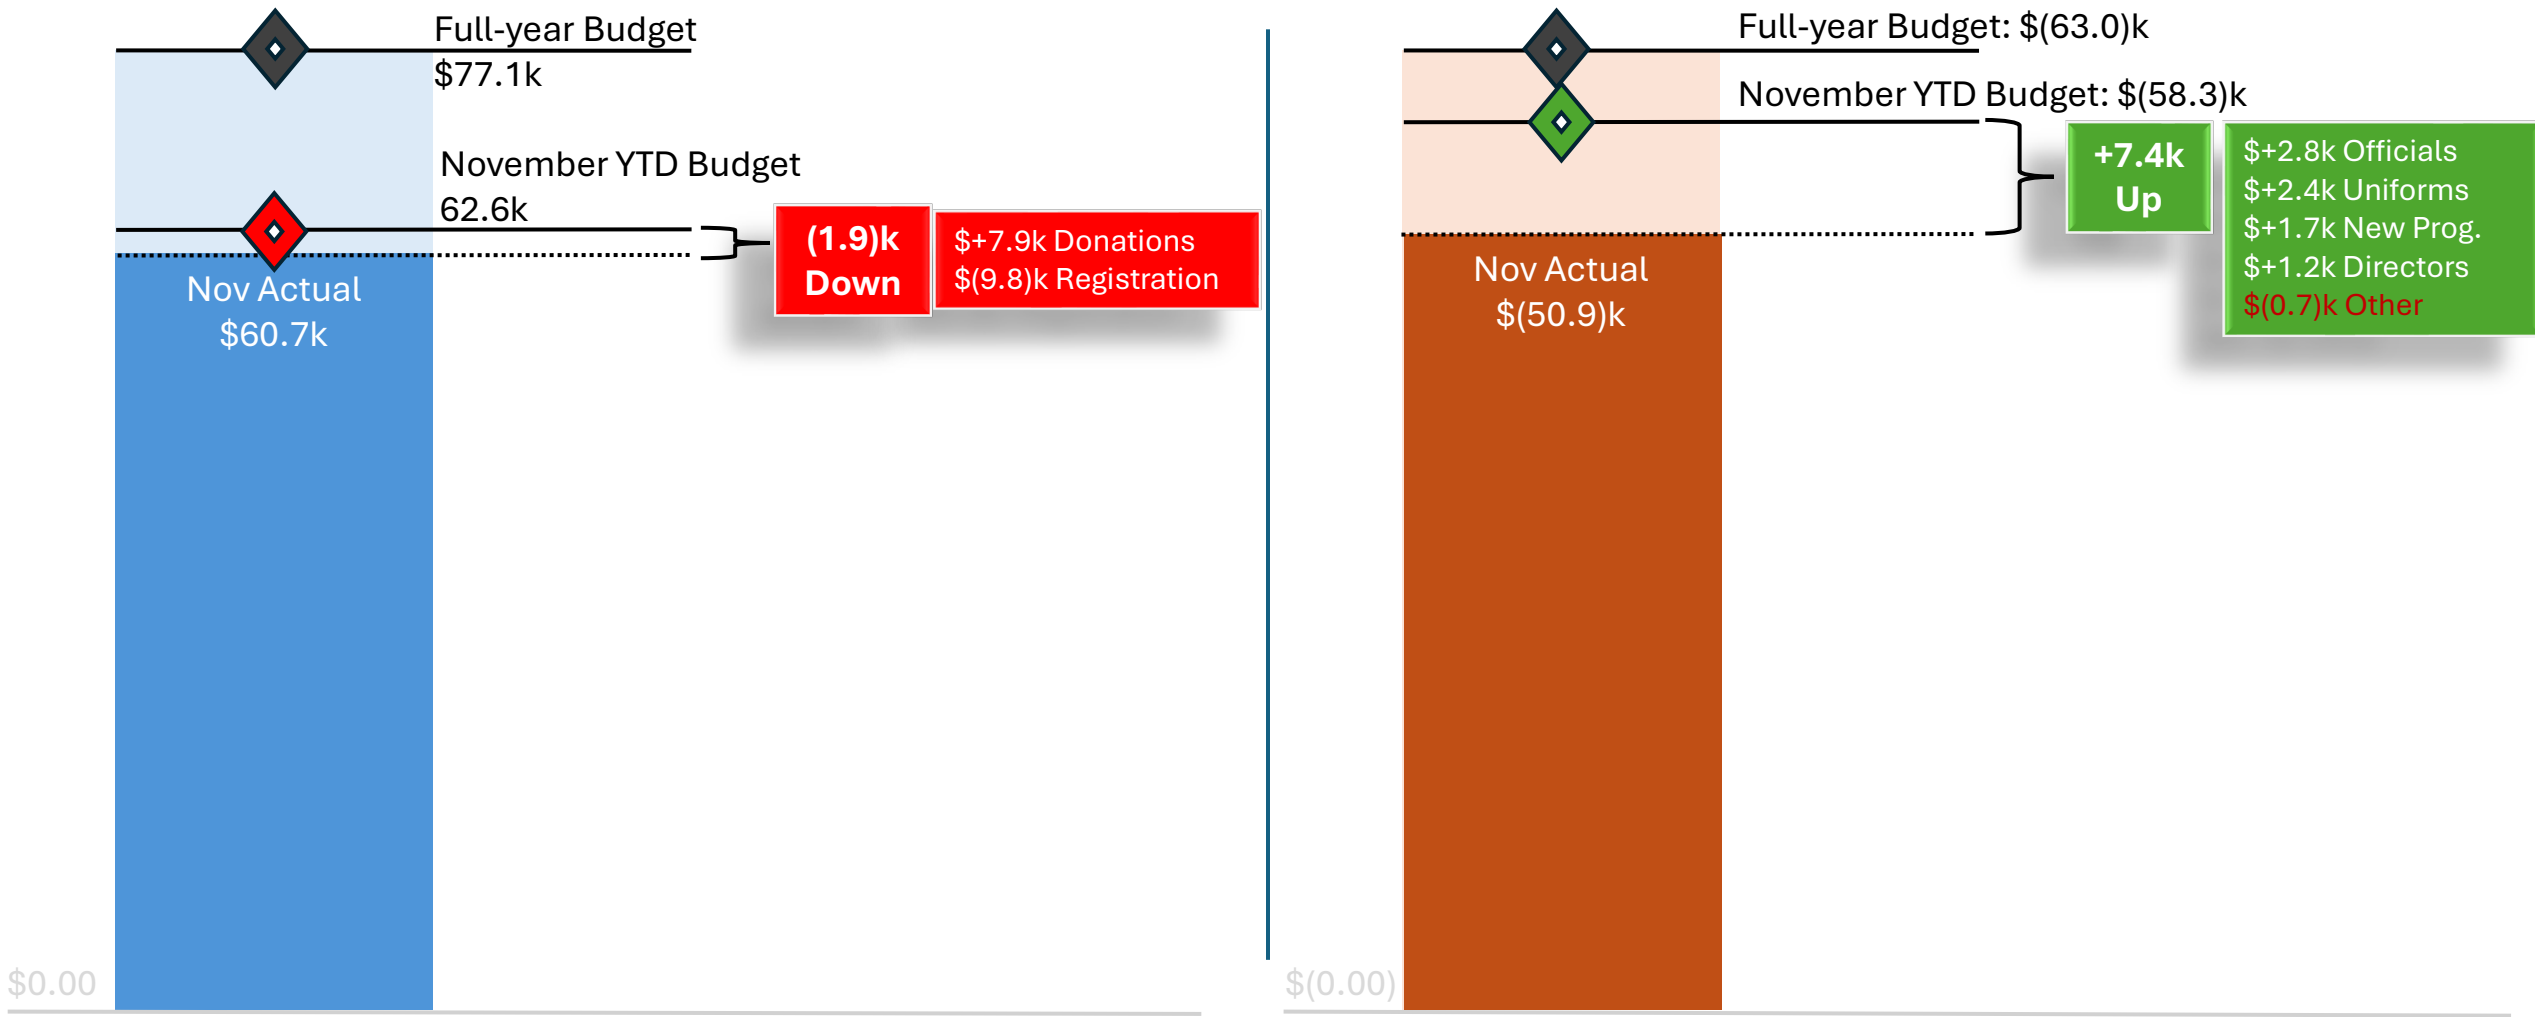 Full-year Budget
$77.1k
November YTD Budget
62.6k
(1.9)k
Down
$+7.9k Donations
$(9.8)k Registration
Nov Actual
$60.7k
$0.00
Full-year Budget: $(63.0)k
November YTD Budget: $(58.3)k
+7.4k
Up
$+2.8k Officials
$+2.4k Uniforms
$+1.7k New Prog.
$+1.2k Directors
$(0.7)k Other
Nov Actual
$(50.9)k
$(0.00)